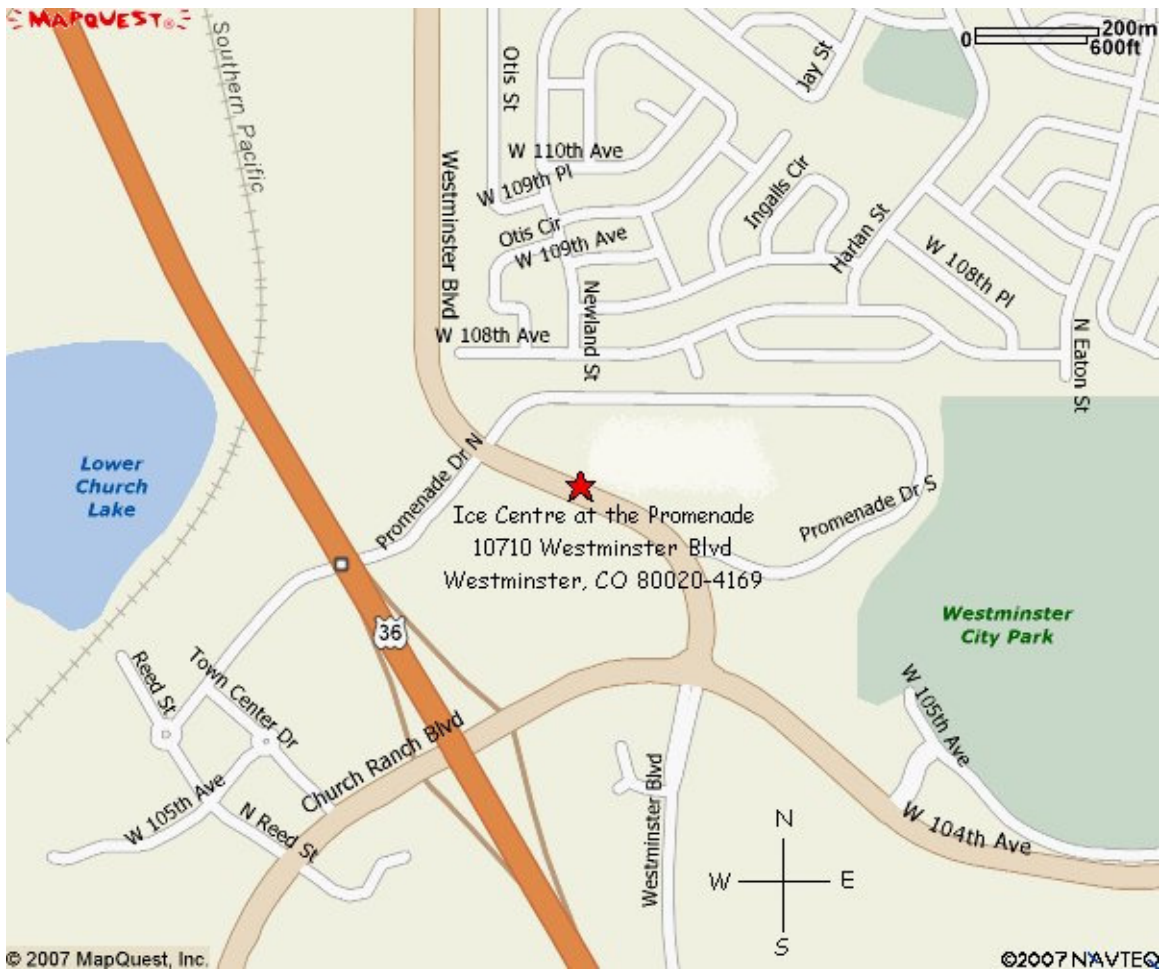 MAPQUEST®
0 200m
600ft
Southern Pacific
Otis St
Jay St
Westminster Blvd
W 110th Ave
W 109th Pl
Ingalls Cir
Otis Cir
W 109th Ave
Harlan St
W 108th Pl
Newland St
W 108th Ave
N Eaton St
Lower
Church
Lake
Promenade Dr N
Promenade Dr S
Ice Centre at the Promenade
10710 Westminster Blvd
Westminster, CO 80020-4169
36
Westminster
City Park
Reed St
Town Center Dr
W 105th Ave
Church Ranch Blvd
W 105th Ave
N Reed St
Westminster Blvd
W 104th Ave
N
W E
S
© 2007 MapQuest, Inc.
©2007 NAVTEQ